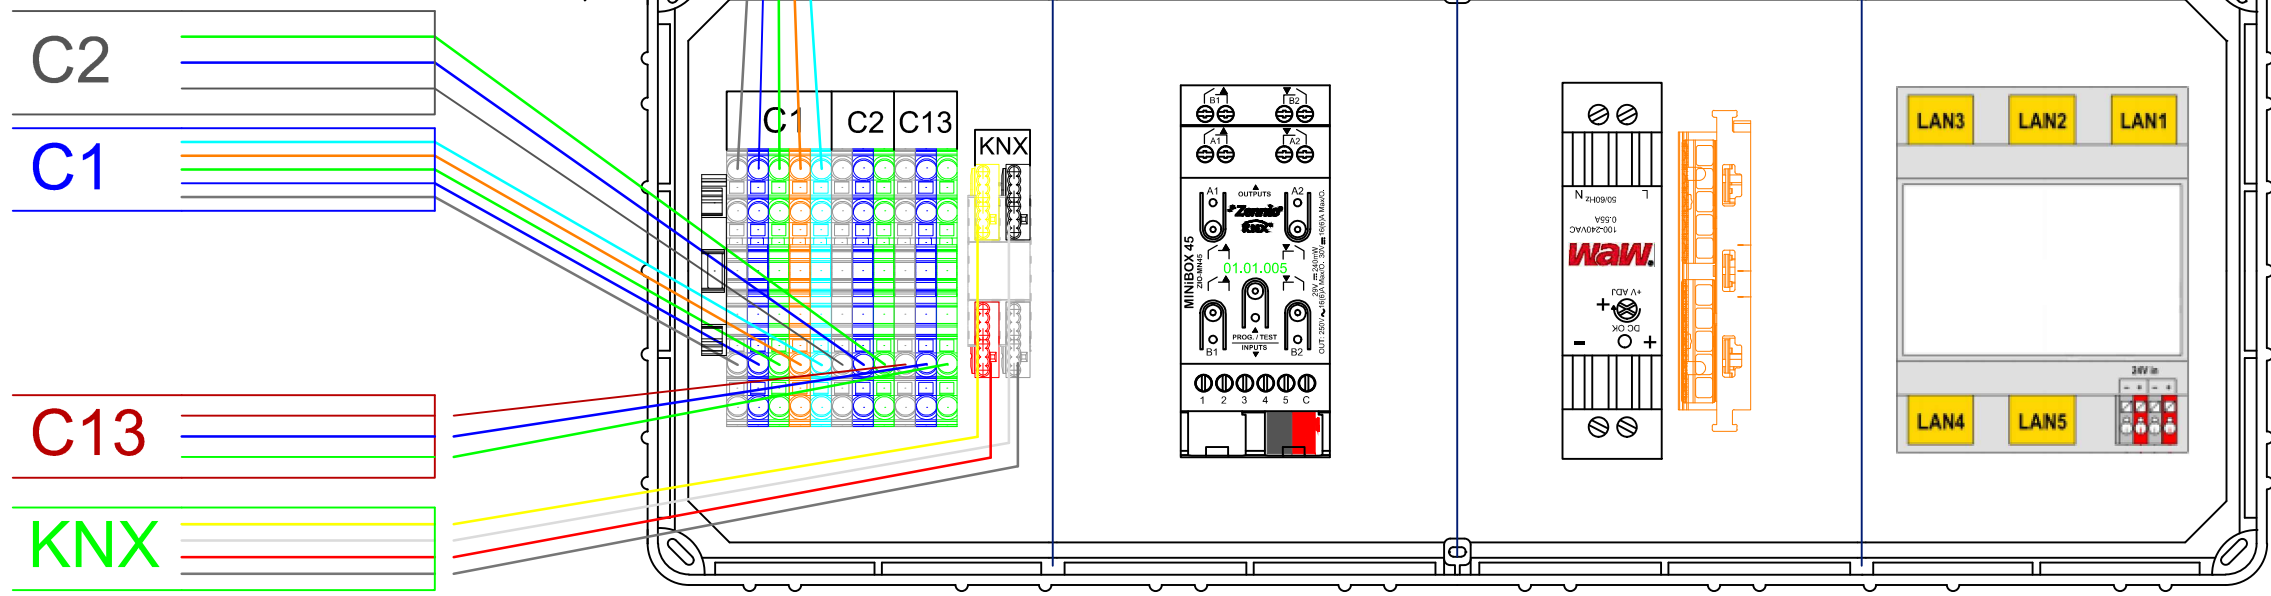 C2
C1
C13
KNX
C1 C2 C13
KNX
B1 B2
A1 A2
A1 OUTPUTS A2
Zennio
KNX
MINiBOX 45
ZIO-MN45
01.01.005
PROG. / TEST
INPUTS
B1 B2
1 2 3 4 5 C
N L
50/60Hz
0.55A
100-240VAC
waw.
+V ADJ
+
DC OK
- +
LAN3 LAN2 LAN1
24V in
- + - +
LAN4 LAN5